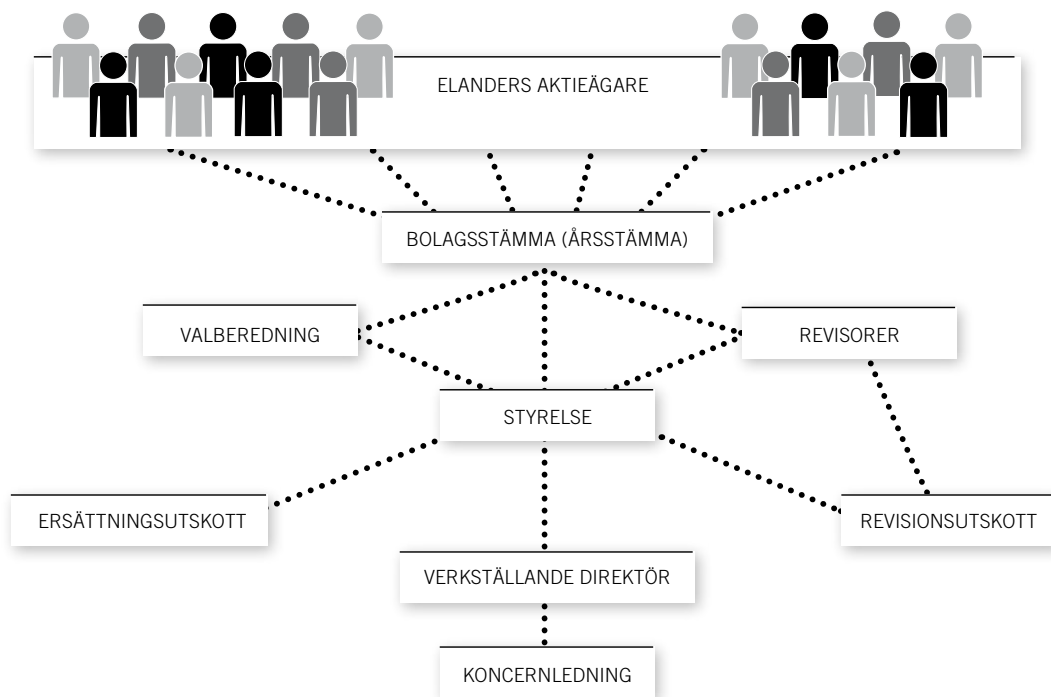 ELANDERS AKTIEÄGARE
BOLAGSSTÄMMA (ÅRSSTÄMMA)
VALBEREDNING
REVISORER
STYRELSE
ERSÄTTNINGSUTSKOTT
REVISIONSUTSKOTT
VERKSTÄLLANDE DIREKTÖR
KONCERNLEDNING